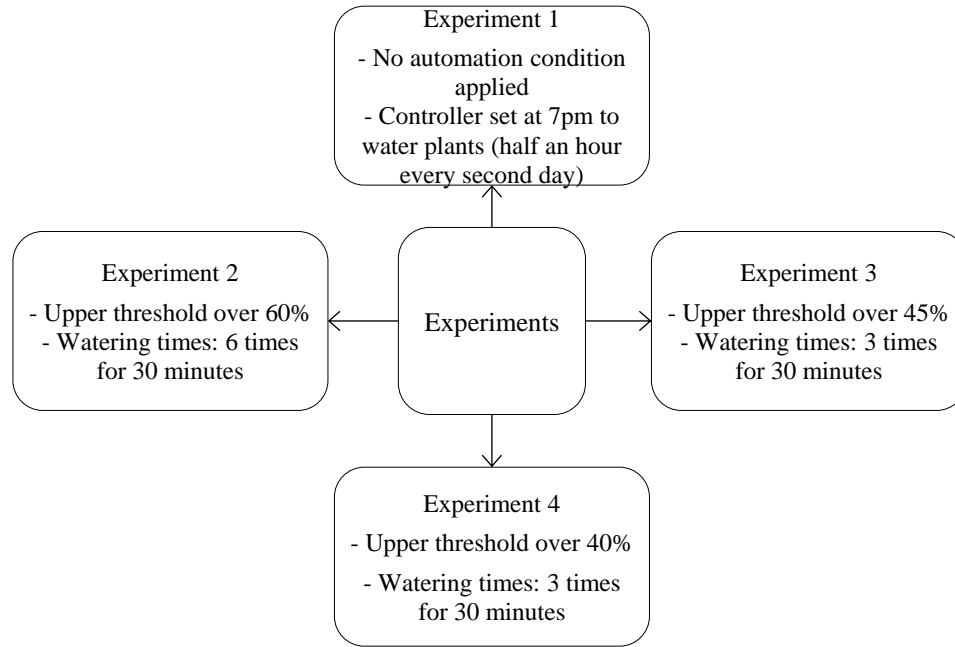 Experiment 1
- No automation condition
applied
- Controller set at 7pm to
water plants (half an hour
every second day)
Experiment 2
- Upper threshold over 60%
- Watering times: 6 times
for 30 minutes
Experiments
Experiment 3
- Upper threshold over 45%
- Watering times: 3 times
for 30 minutes
Experiment 4
- Upper threshold over 40%
- Watering times: 3 times
for 30 minutes